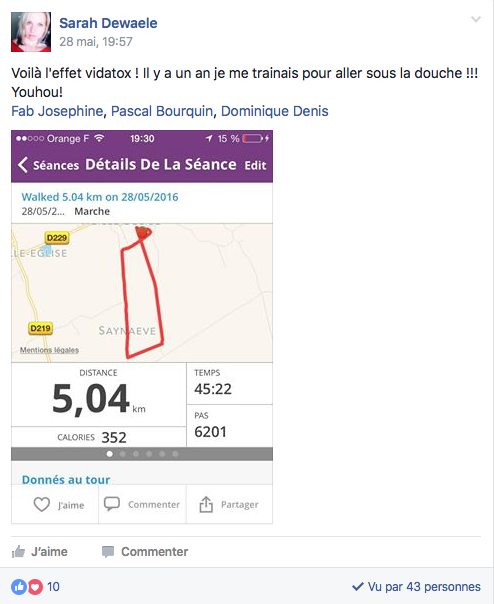 Sarah Dewaele
28 mai, 19:57
Voilà l'effet vidatox ! Il y a un an je me trainais pour aller sous la douche !!!
Youhou!
Fab Josephine, Pascal Bourquin, Dominique Denis
Orange F 19:30 15 %
Séances Détails De La Séance Edit
Walked 5.04 km on 28/05/2016
28/05/2... Marche
D229
LE-EGLISE
D219
SAYNAEVE
Mentions légales
DISTANCE
5,04 km
CALORIES 352
TEMPS
45:22
PAS
6201
Donnés au tour
J'aime Commenter Partager
J'aime Commenter
10 Vu par 43 personnes